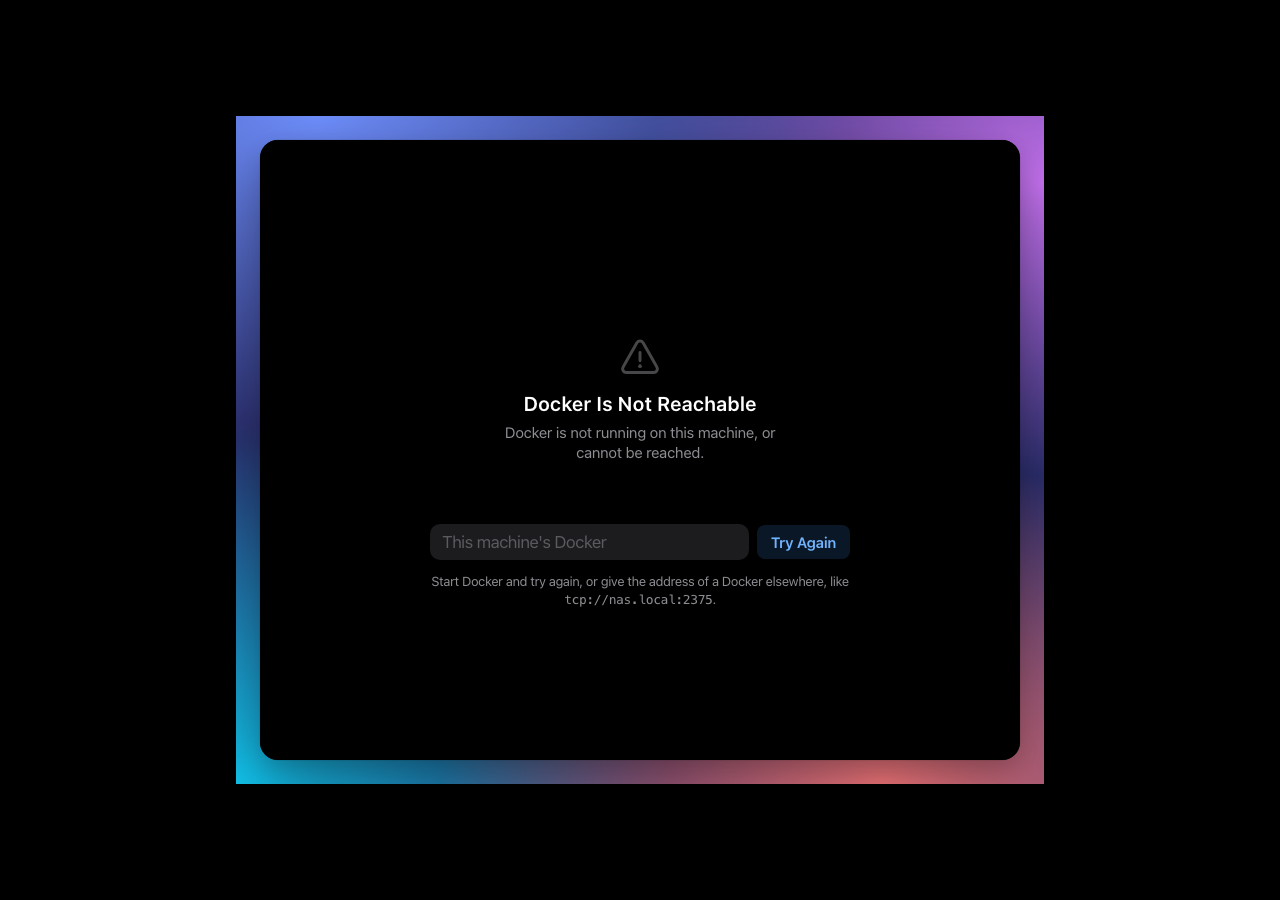 Docker Is Not Reachable
Docker is not running on this machine, or
cannot be reached.
This machine's Docker
Try Again
Start Docker and try again, or give the address of a Docker elsewhere, like
tcp://nas.local:2375.